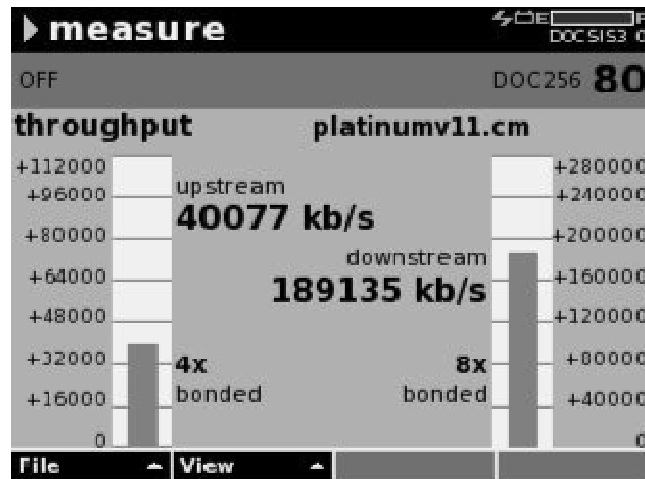 measure
DOCSIS3
OFF
DOC256 80
throughput platinumv11.cm
+112000
+96000
+80000
+64000
+48000
+32000
+16000
0
upstream
40077 kb/s
downstream
189135 kb/s
4x
bonded
8x
bonded
+280000
+240000
+200000
+160000
+120000
+80000
+40000
0
File View